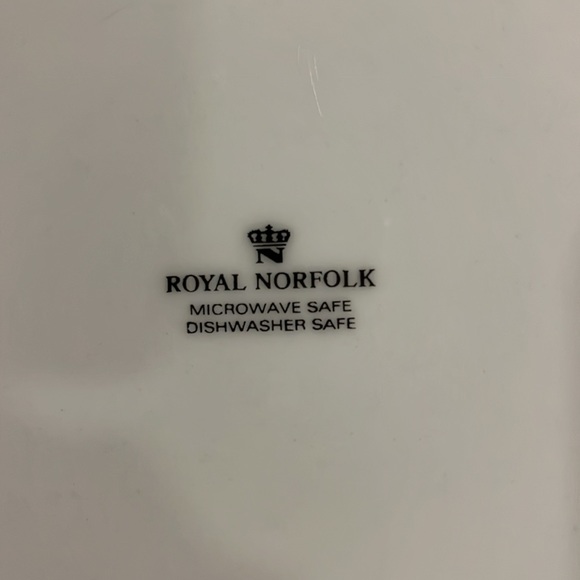 N
ROYAL NORFOLK
MICROWAVE SAFE
DISHWASHER SAFE